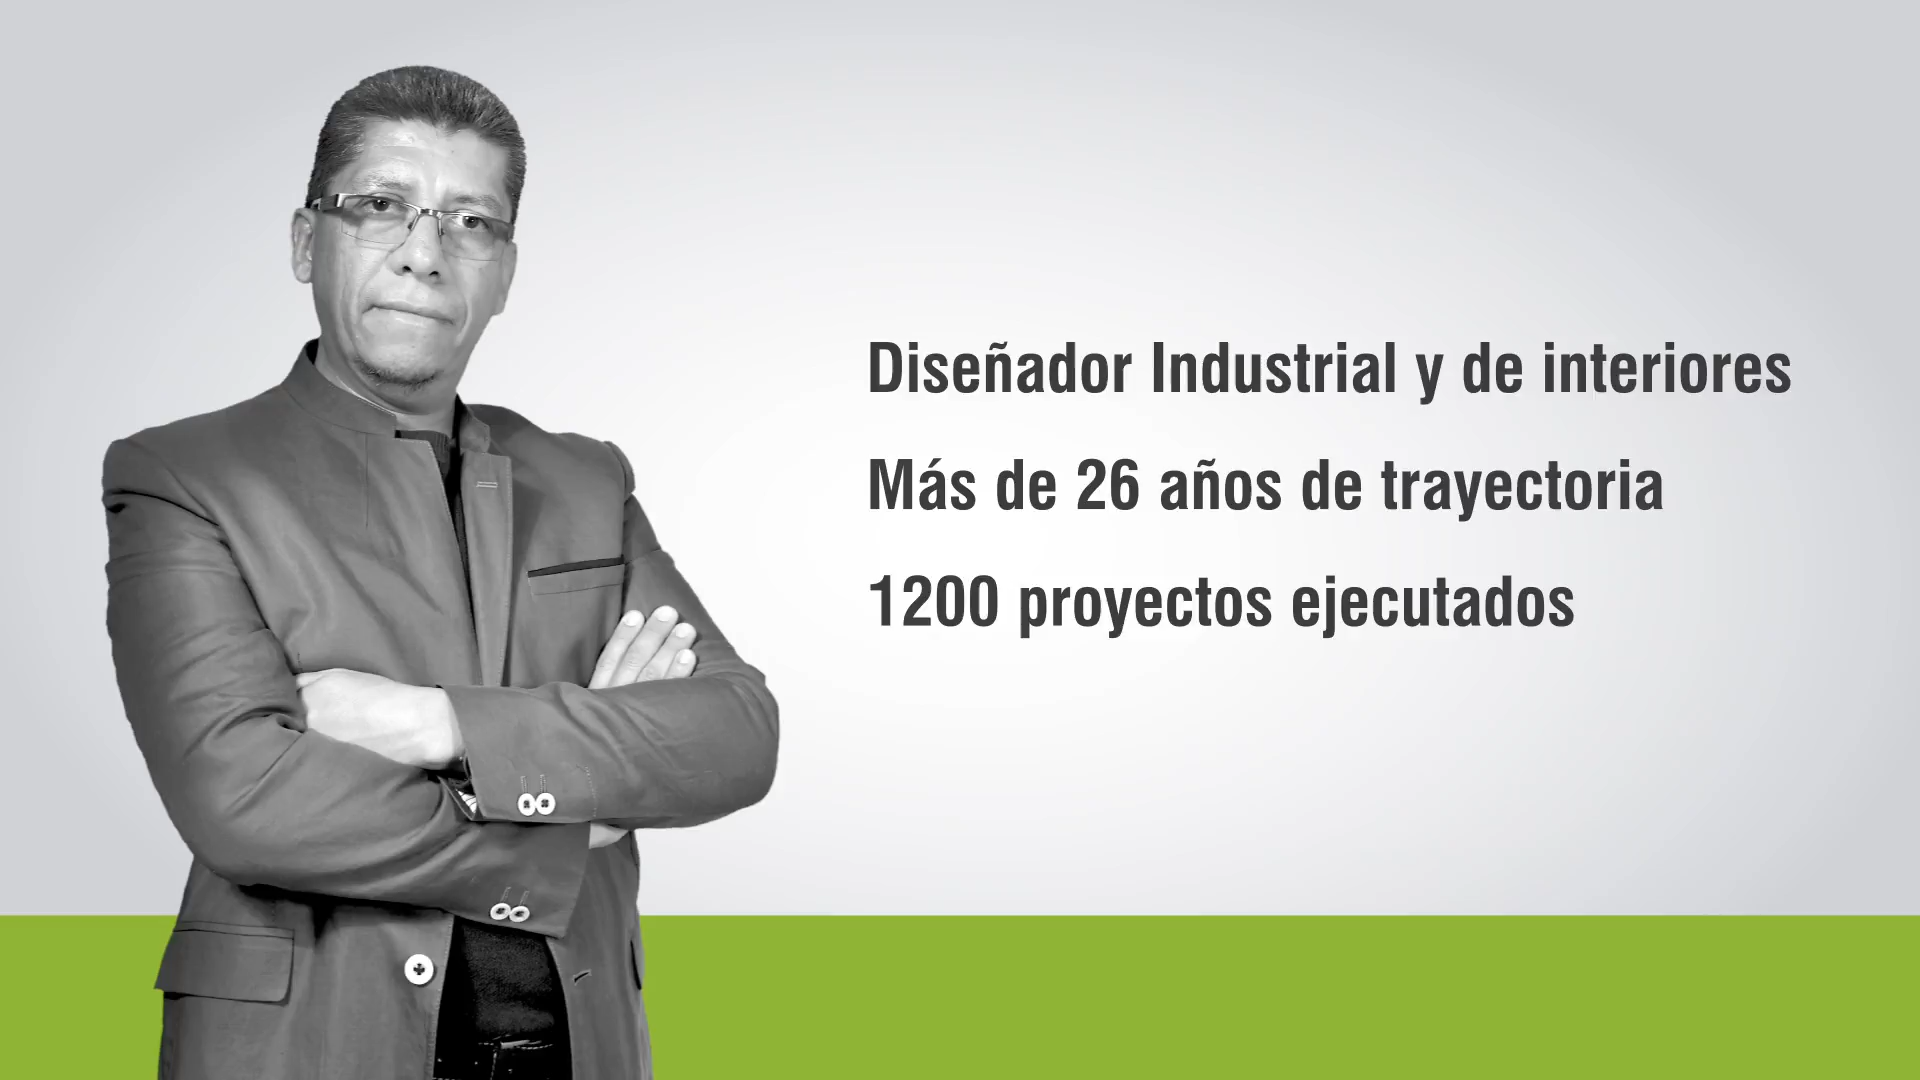 Diseñador Industrial y de interiores
Más de 26 años de trayectoria
1200 proyectos ejecutados